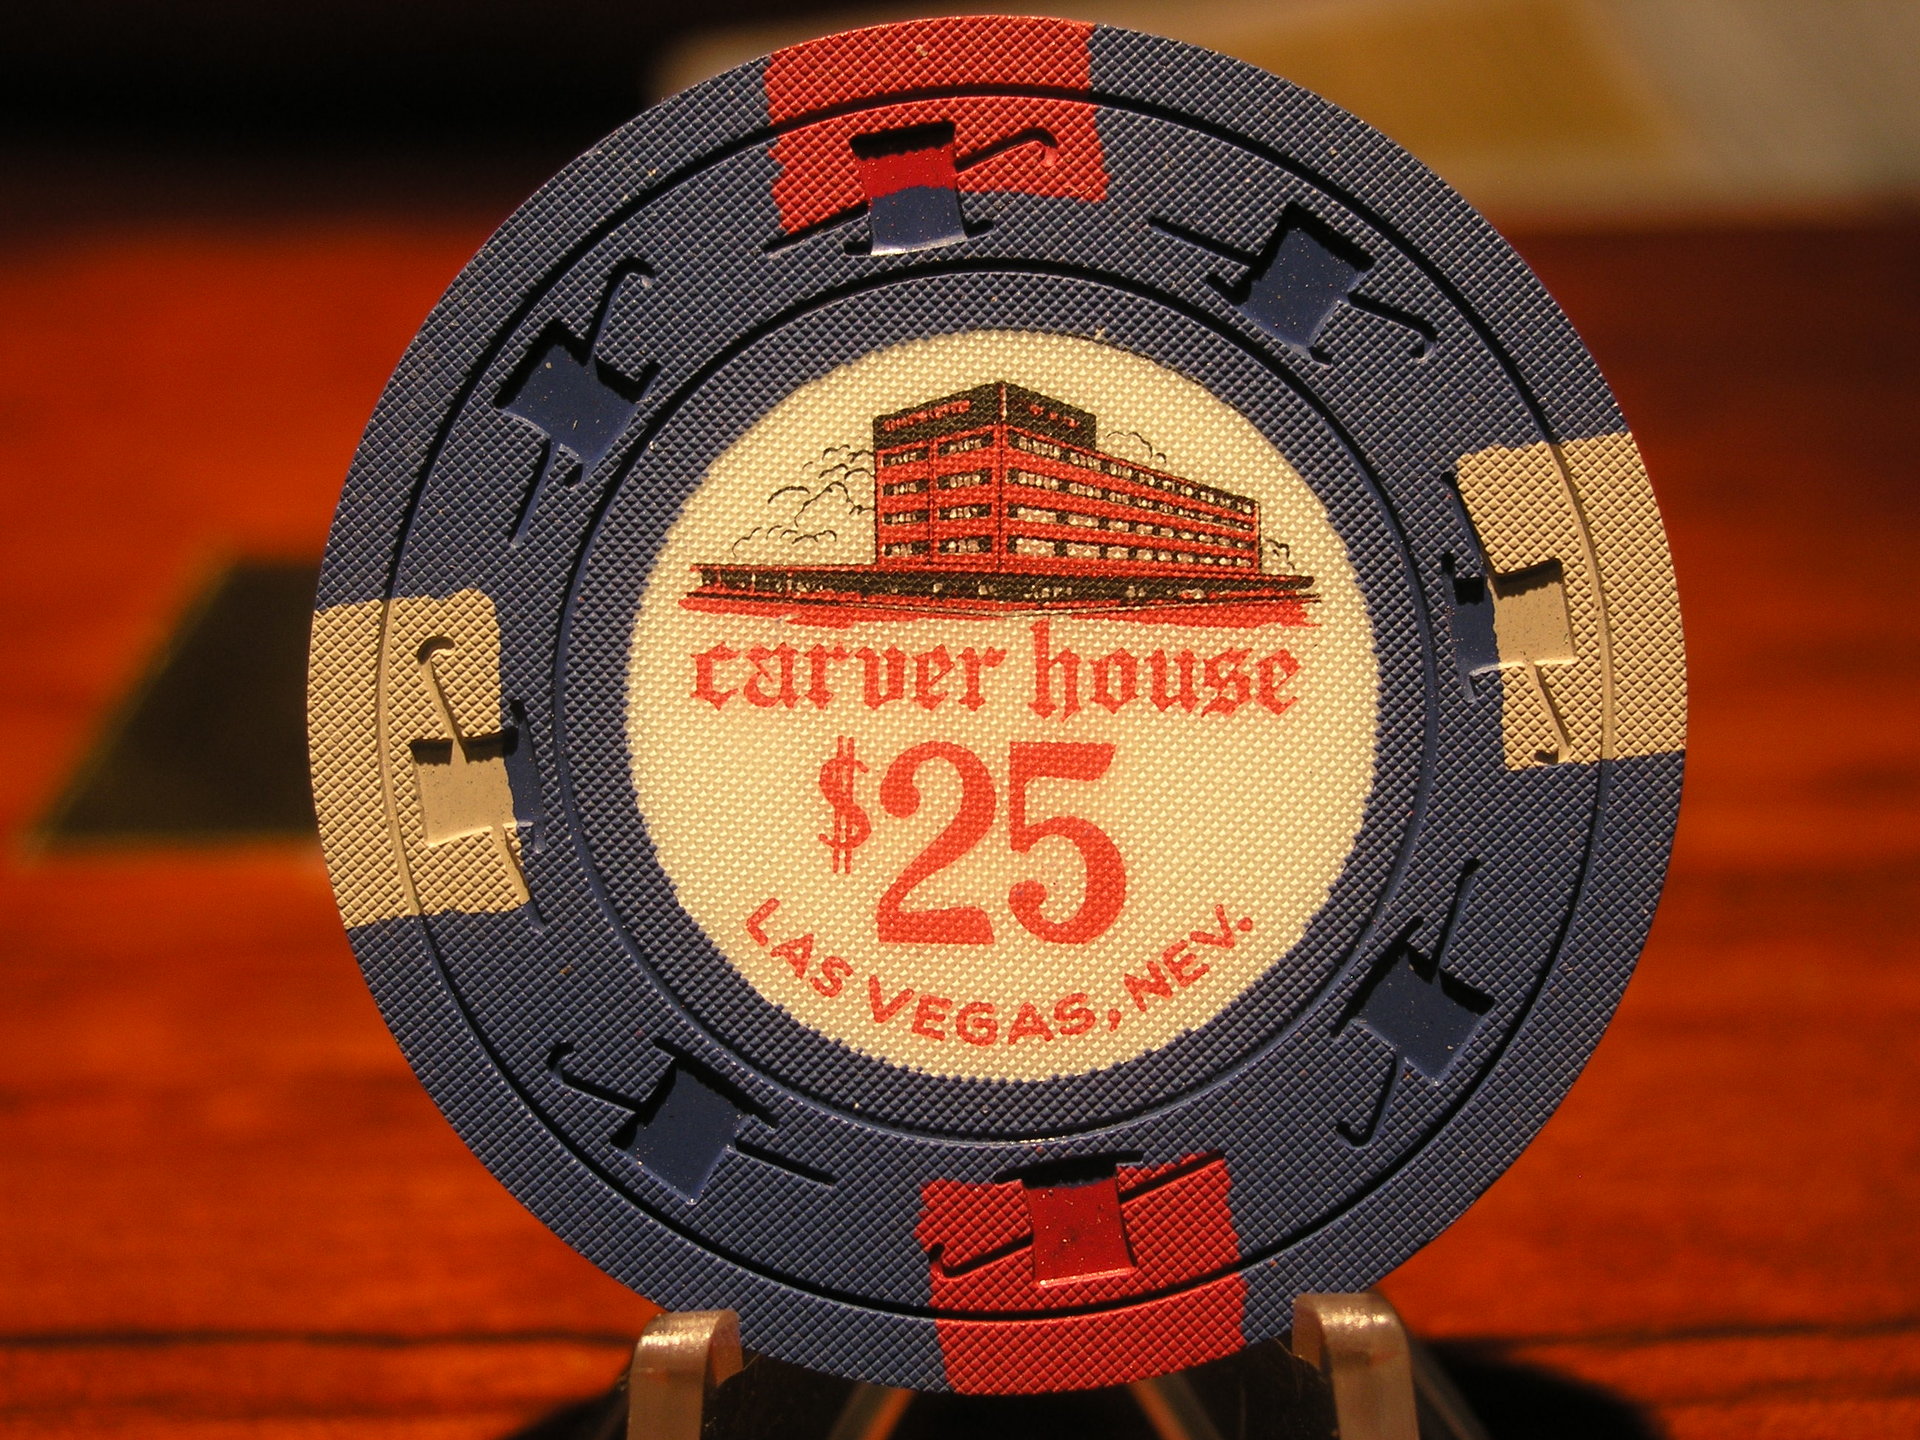 carver house
$25
LAS VEGAS, NEV.